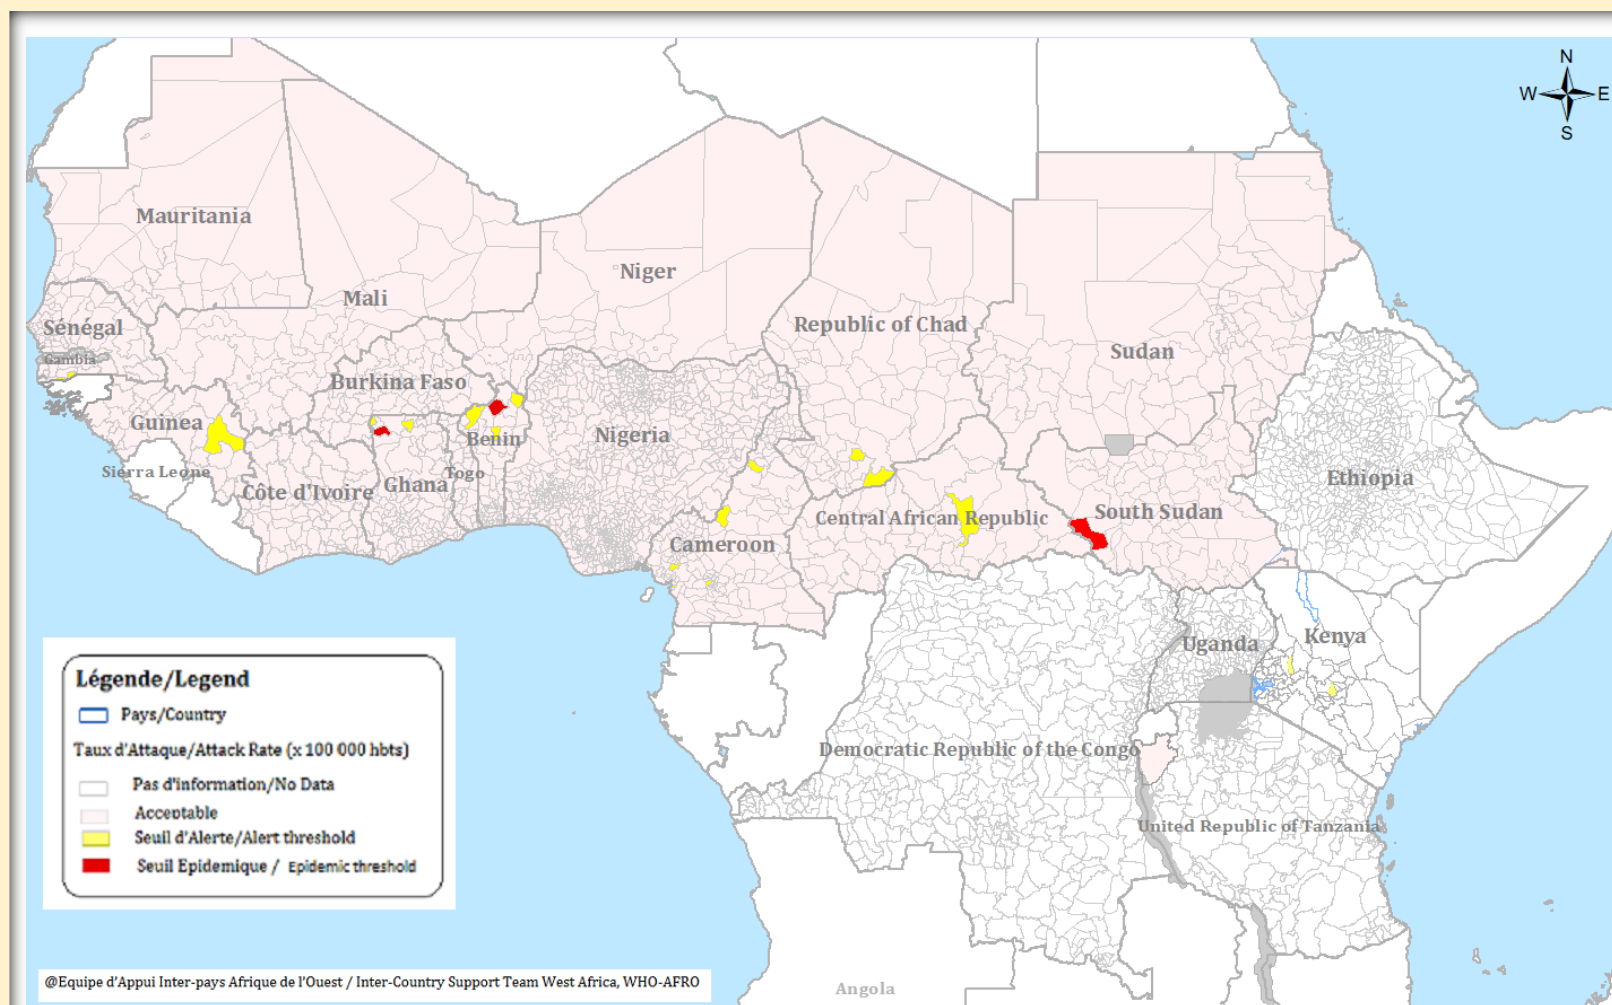 N
W E
S
Mauritania
Niger
Mali
Sénégal
Republic of Chad
Gambia
Sudan
Burkina Faso
Guinea
Benin
Nigeria
Sierra Leone
Togo
Côte d'Ivoire
Ghana
Ethiopia
Central African Republic
South Sudan
Cameroon
Uganda
Kenya
Democratic Republic of the Congo
United Republic of Tanzania
Angola
Légende/Legend
Pays/Country
Taux d'Attaque/Attack Rate (x 100 000 hbts)
Pas d'information/No Data
Acceptable
Seuil d'Alerte/Alert threshold
Seuil Epidemique / Epidemic threshold
@Equipe d'Appui Inter-pays Afrique de l'Ouest / Inter-Country Support Team West Africa, WHO-AFRO